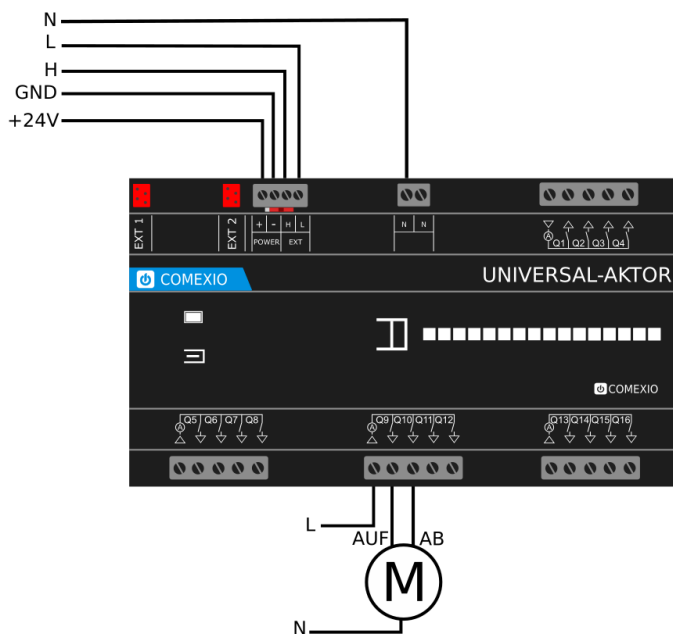 N
L
H
GND
+24V
EXT 1
EXT 2
+ - H L
POWER EXT
N N
A Q1 Q2 Q3 Q4
COMEXIO
UNIVERSAL-AKTOR
COMEXIO
Q5 Q6 Q7 Q8
A
Q9 Q10 Q11 Q12
A
Q13 Q14 Q15 Q16
A
L
AUF AB
M
N